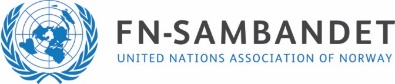 FN-SAMBANDET
UNITED NATIONS ASSOCIATION OF NORWAY